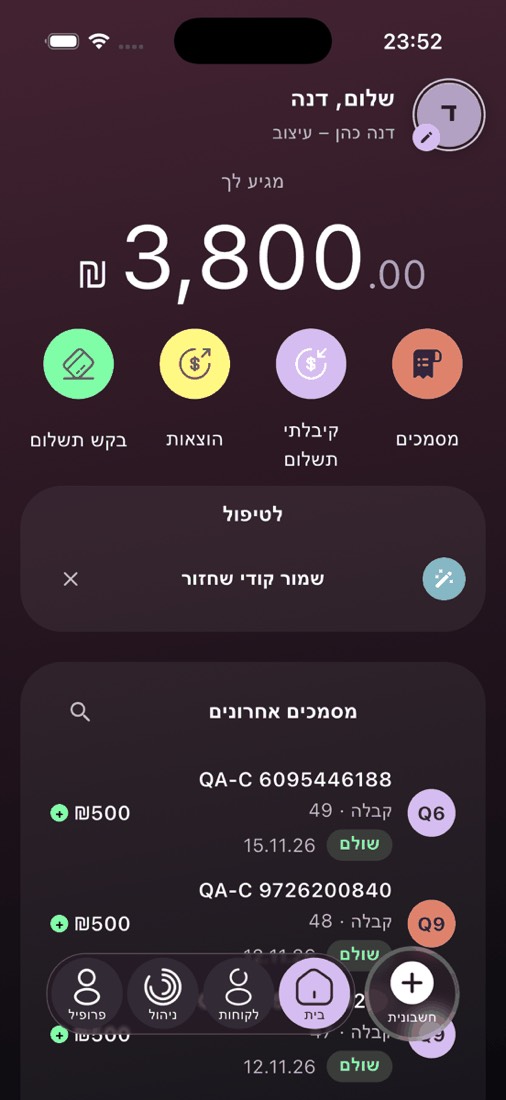 23:52
שלום, דנה
ד
דנה כהן – עיצוב
מגיע לך
₪ 3,800.00
מסמכים
קיבלתי תשלום
הוצאות
בקש תשלום
לטיפול
שמור קודי שחזור
מסמכים אחרונים
QA-C 6095446188
Q6
קבלה · 49
₪500
שולם
15.11.26
QA-C 9726200840
Q9
קבלה · 48
₪500
שולם
קבלה · 47
Q9
₪500
שולם
12.11.26
חשבונית
בית
לקוחות
ניהול
פרופיל